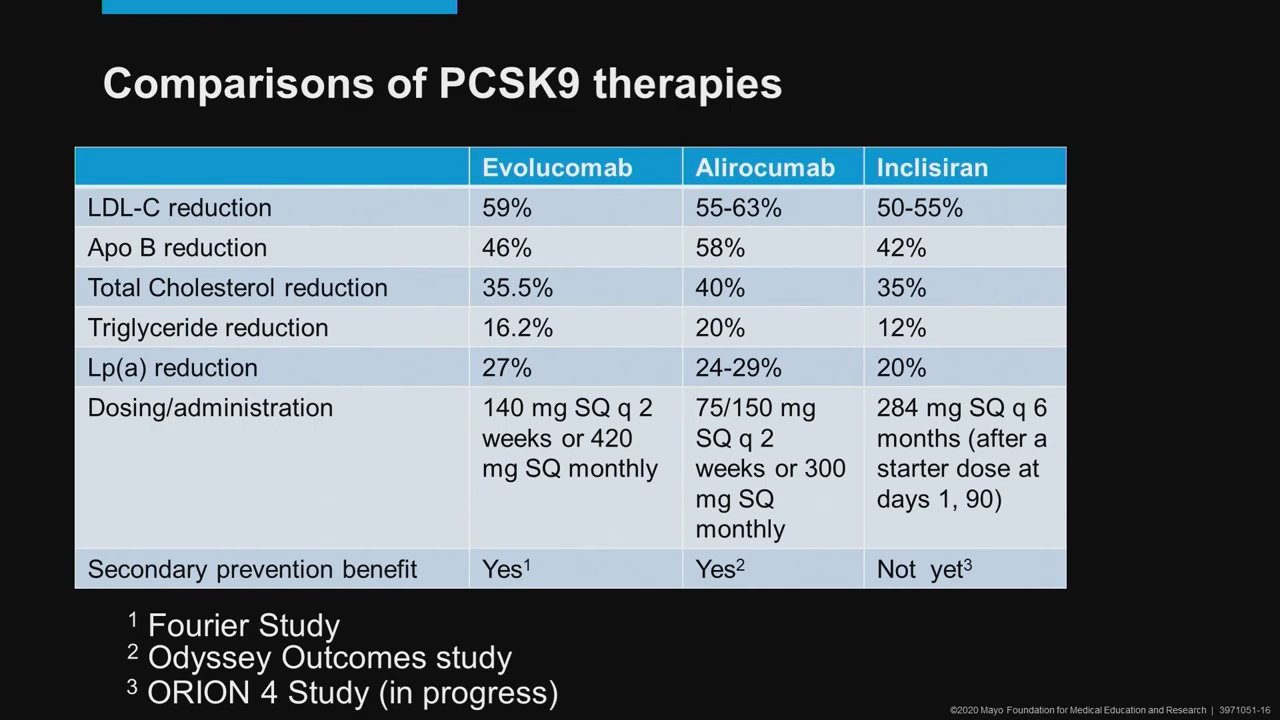 Comparisons of PCSK9 therapies
Evolucomab Alirocumab Inclisiran
LDL-C reduction 59% 55-63% 50-55%
Apo B reduction 46% 58% 42%
Total Cholesterol reduction 35.5% 40% 35%
Triglyceride reduction 16.2% 20% 12%
Lp(a) reduction 27% 24-29% 20%
Dosing/administration 140 mg SQ q 2 75/150 mg 284 mg SQ q 6
weeks or 420 SQ q 2 months (after a
mg SQ monthly weeks or 300 starter dose at
mg SQ days 1, 90)
monthly
Secondary prevention benefit Yes¹ Yes² Not yet³
¹ Fourier Study
² Odyssey Outcomes study
³ ORION 4 Study (in progress)
©2020 Mayo Foundation for Medical Education and Research | 3971051-16